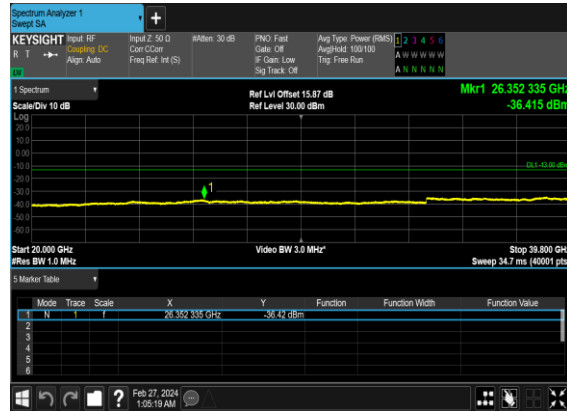 Spectrum Analyzer 1
Swept SA
+
KEYSIGHT Input: RF Input Z: 50 Ω #Atten: 30 dB PNO: Fast Avg Type: Power (RMS) 1 2 3 4 5 6
R T Coupling: DC Corr CCorr Gate: Off Avg|Hold: 100/100 A W W W W W
Align: Auto Freq Ref: Int (S) IF Gain: Low Trig: Free Run
LW Sig Track: Off A N N N N N
1 Spectrum Ref Lvl Offset 15.87 dB Mkr1 26.352 335 GHz
Scale/Div 10 dB Ref Level 30.00 dBm -36.415 dBm
Log
20.0
10.0
0.00
-10.0 DL1 -13.00 dBm
-20.0
-30.0 1
-40.0
-50.0
-60.0
Start 20.000 GHz Video BW 3.0 MHz* Stop 39.800 GHz
#Res BW 1.0 MHz Sweep 34.7 ms (40001 pts)
5 Marker Table
Mode Trace Scale X Y Function Function Width Function Value
1 N 1 f 26.352 335 GHz -36.42 dBm
2
3
4
5
6
? Feb 27, 2024
1:05:19 AM